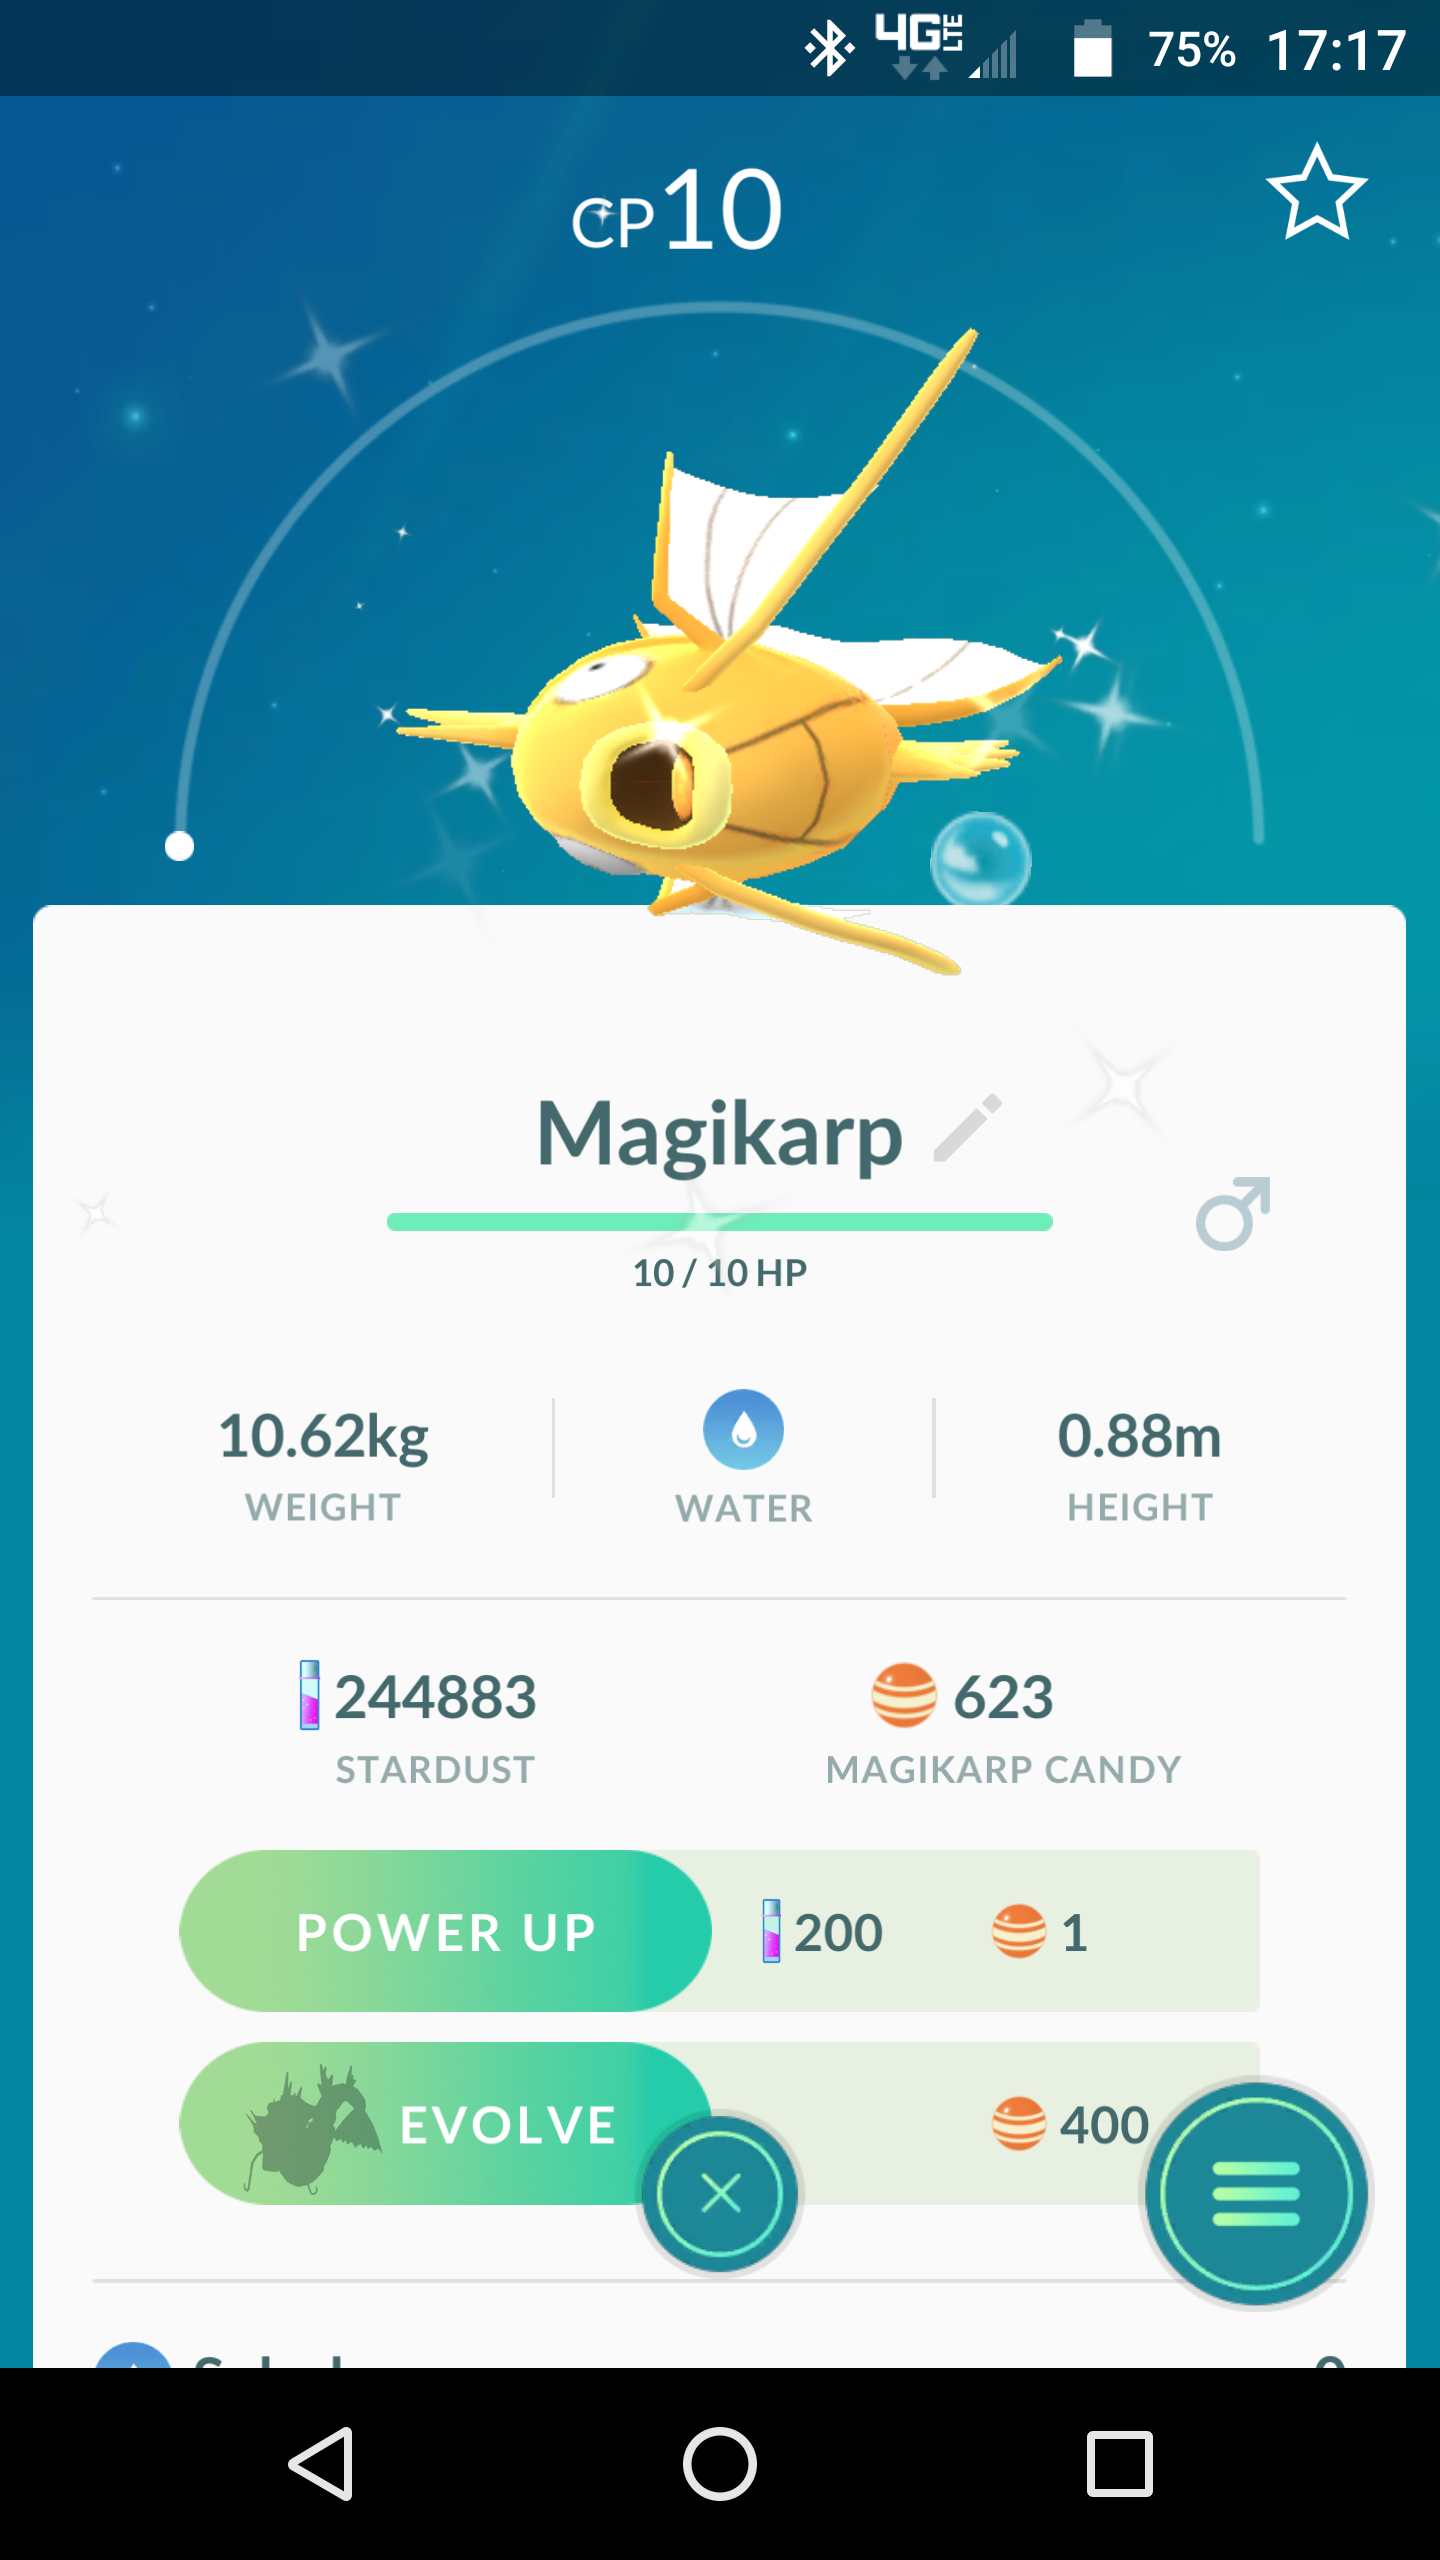 4G LTE 75% 17:17
CP10
Magikarp
10 / 10 HP
10.62kg
WEIGHT
WATER
0.88m
HEIGHT
244883
STARDUST
623
MAGIKARP CANDY
POWER UP 200 1
EVOLVE 400